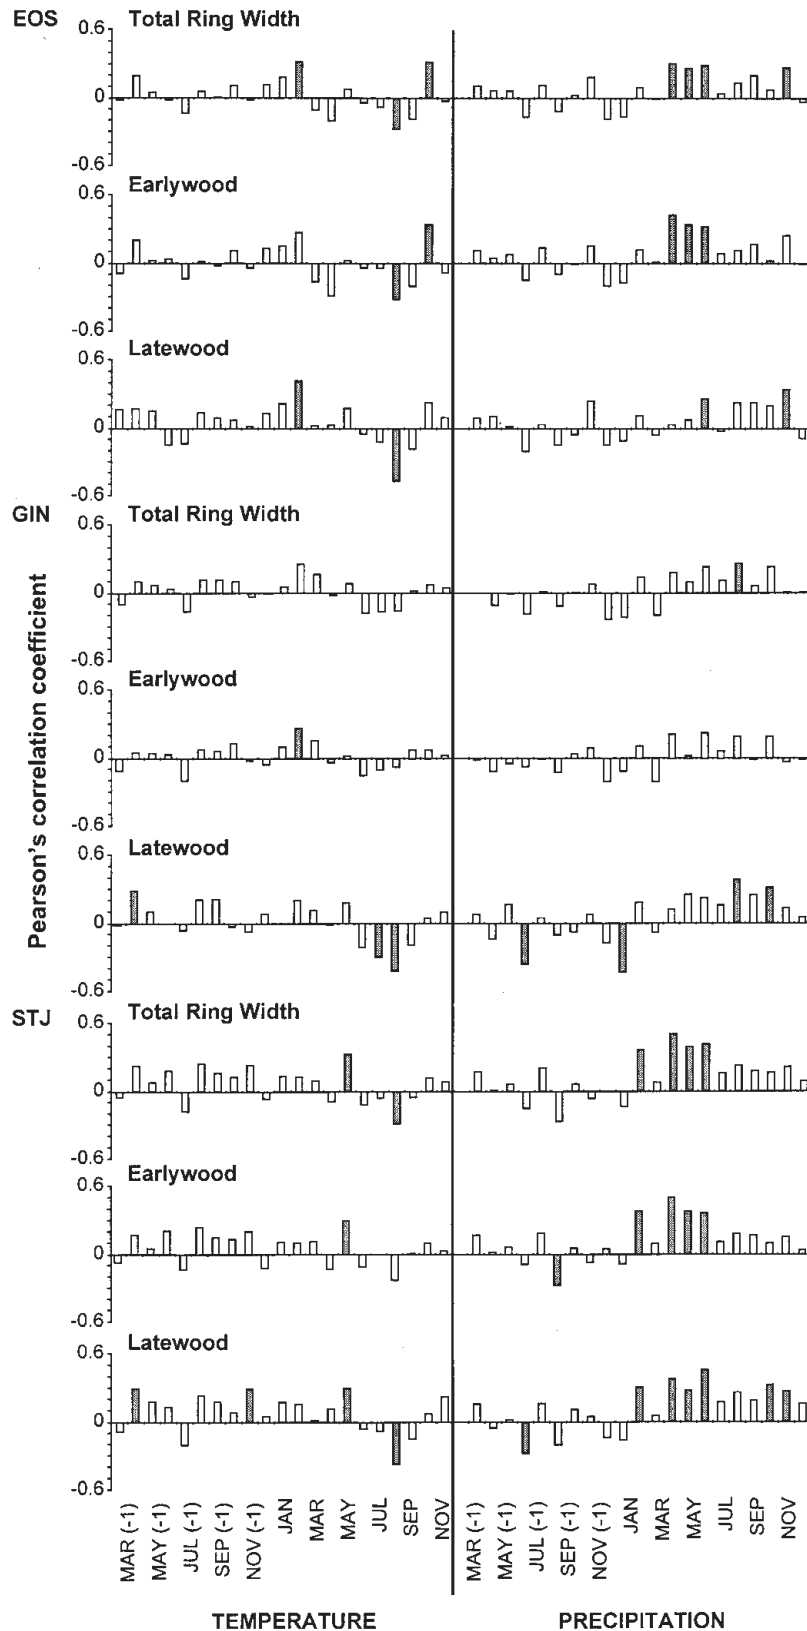 EOS Total Ring Width
0.6
0
-0.6
Earlywood
0.6
0
-0.6
Latewood
0.6
0
-0.6
GIN Total Ring Width
0.6
0
-0.6
Earlywood
0.6
0
-0.6
Latewood
0.6
0
-0.6
STJ Total Ring Width
0.6
0
-0.6
Earlywood
0.6
0
-0.6
Latewood
0.6
0
-0.6
Pearson's correlation coefficient
MAR (-1) MAY (-1) JUL (-1) SEP (-1) NOV (-1) JAN MAR MAY JUL SEP NOV MAR (-1) MAY (-1) JUL (-1) SEP (-1) NOV (-1) JAN MAR MAY JUL SEP NOV
TEMPERATURE PRECIPITATION